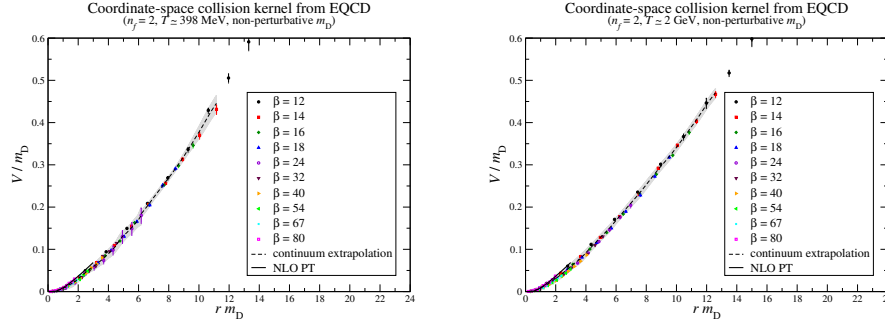 Coordinate-space collision kernel from EQCD
(n_f = 2, T ≃ 398 MeV, non-perturbative m_D)
V / m_D
0.6
0.5
0.4
0.3
0.2
0.1
0
β = 12
β = 14
β = 16
β = 18
β = 24
β = 32
β = 40
β = 54
β = 67
β = 80
continuum extrapolation
NLO PT
0 2 4 6 8 10 12 14 16 18 20 22 24
r m_D
Coordinate-space collision kernel from EQCD
(n_f = 2, T ≃ 2 GeV, non-perturbative m_D)
V / m_D
0.6
0.5
0.4
0.3
0.2
0.1
0
β = 12
β = 14
β = 16
β = 18
β = 24
β = 32
β = 40
β = 54
β = 67
β = 80
continuum extrapolation
NLO PT
0 2 4 6 8 10 12 14 16 18 20 22 24
r m_D